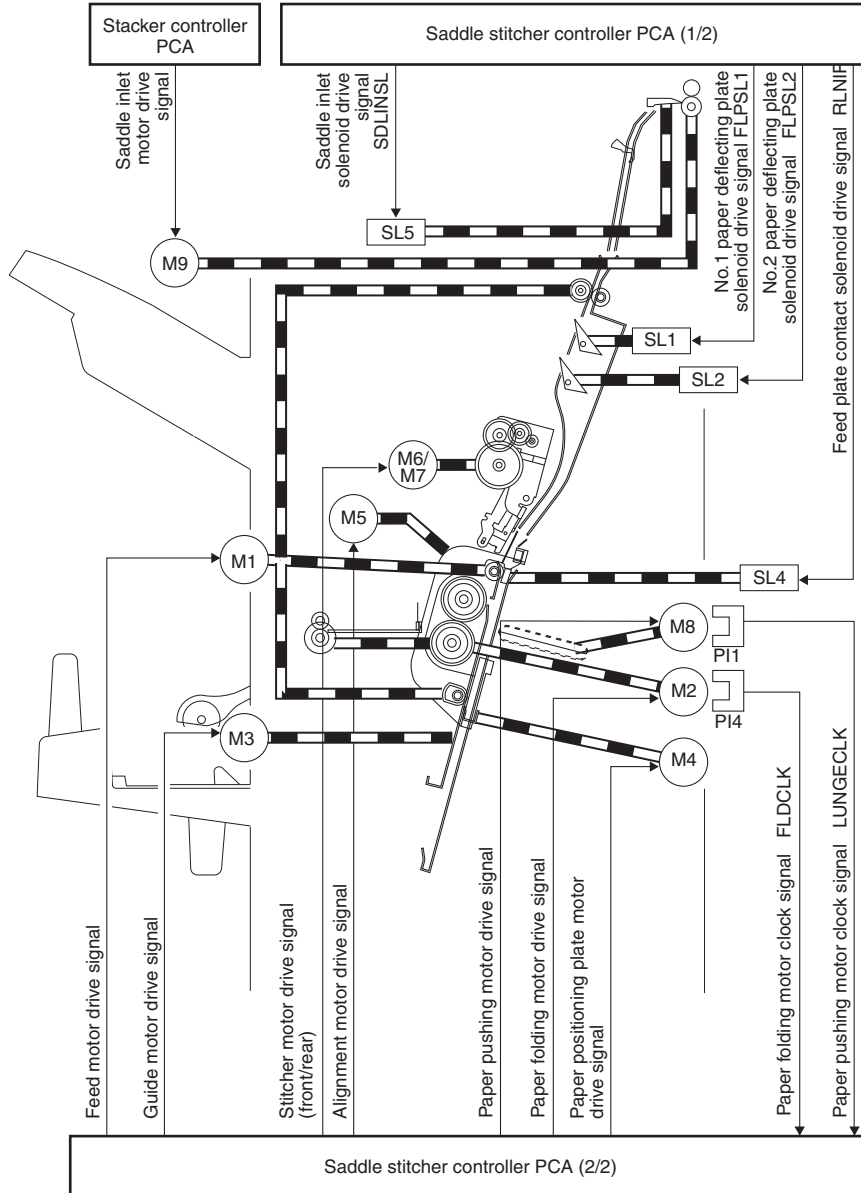 Stacker controller
PCA
Saddle stitcher controller PCA (1/2)
Saddle inlet
motor drive
signal
Saddle inlet
solenoid drive
signal
SDLINSL
No.1 paper deflecting plate
solenoid drive signal FLPSL1
No.2 paper deflecting plate
solenoid drive signal FLPSL2
Feed plate contact solenoid drive signal RLNIP
SL5
M9
SL1
SL2
M6/
M7
M5
M1
SL4
M8
PI1
M2
PI4
M3
M4
Feed motor drive signal
Guide motor drive signal
Stitcher motor drive signal
(front/rear)
Alignment motor drive signal
Paper pushing motor drive signal
Paper folding motor drive signal
Paper positioning plate motor
drive signal
Paper folding motor clock signal FLDCLK
Paper pushing motor clock signal LUNGECLK
Saddle stitcher controller PCA (2/2)